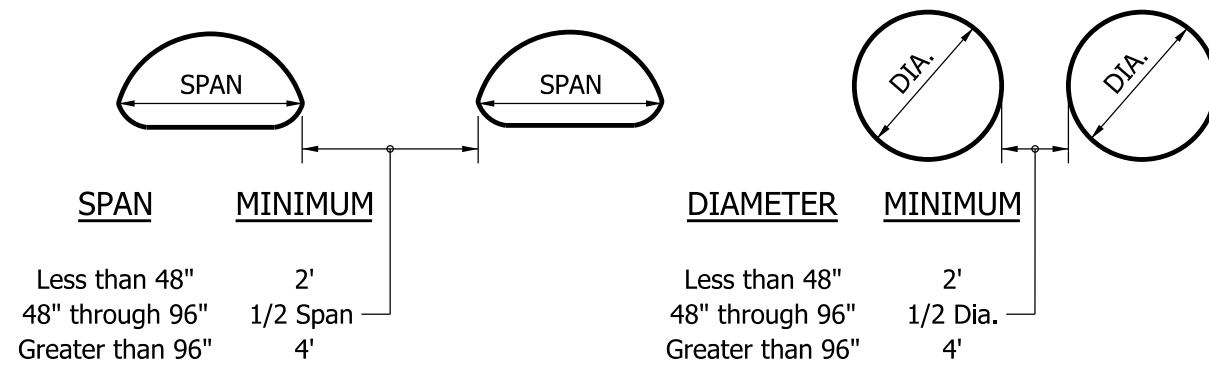 SPAN
SPAN
DIA.
DIA.
SPAN MINIMUM
Less than 48" 2'
48" through 96" 1/2 Span
Greater than 96" 4'
DIAMETER MINIMUM
Less than 48" 2'
48" through 96" 1/2 Dia.
Greater than 96" 4'